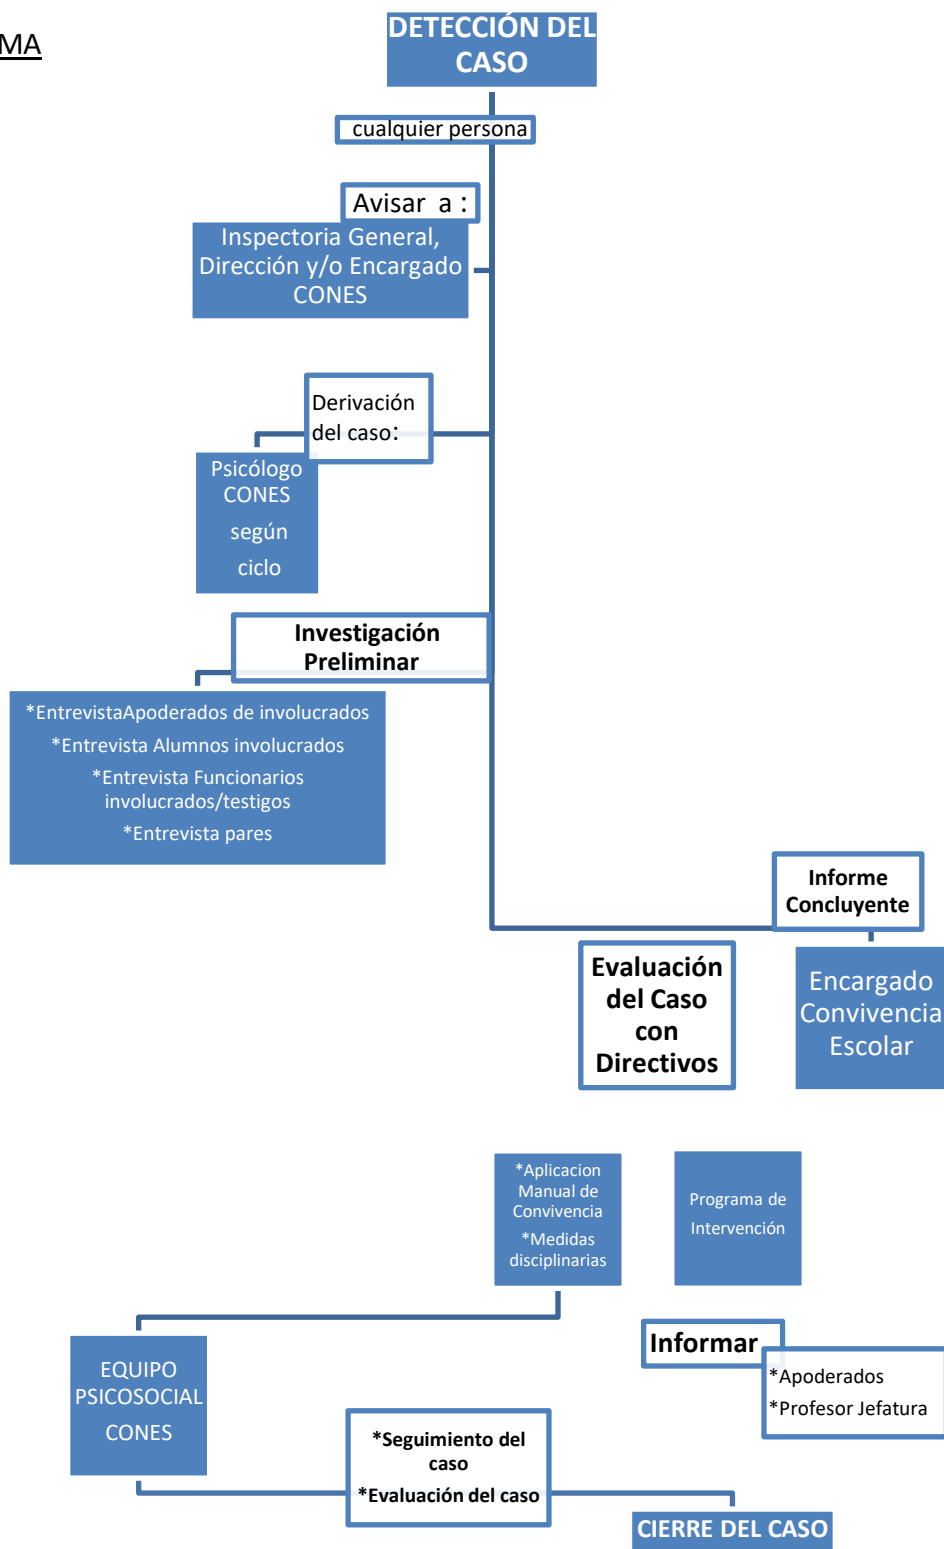 MA
DETECCIÓN DEL
CASO
cualquier persona
Avisar a :
Inspectoria General,
Dirección y/o Encargado
CONES
Derivación
del caso:
Psicólogo
CONES
según
ciclo
Investigación
Preliminar
*EntrevistaApoderados de involucrados
*Entrevista Alumnos involucrados
*Entrevista Funcionarios
involucrados/testigos
*Entrevista pares
Informe
Concluyente
Evaluación
del Caso
con
Directivos
Encargado
Convivencia
Escolar
*Aplicacion
Manual de
Convivencia
*Medidas
disciplinarias
Programa de
Intervención
Informar
*Apoderados
*Profesor Jefatura
EQUIPO
PSICOSOCIAL
CONES
*Seguimiento del
caso
*Evaluación del caso
CIERRE DEL CASO